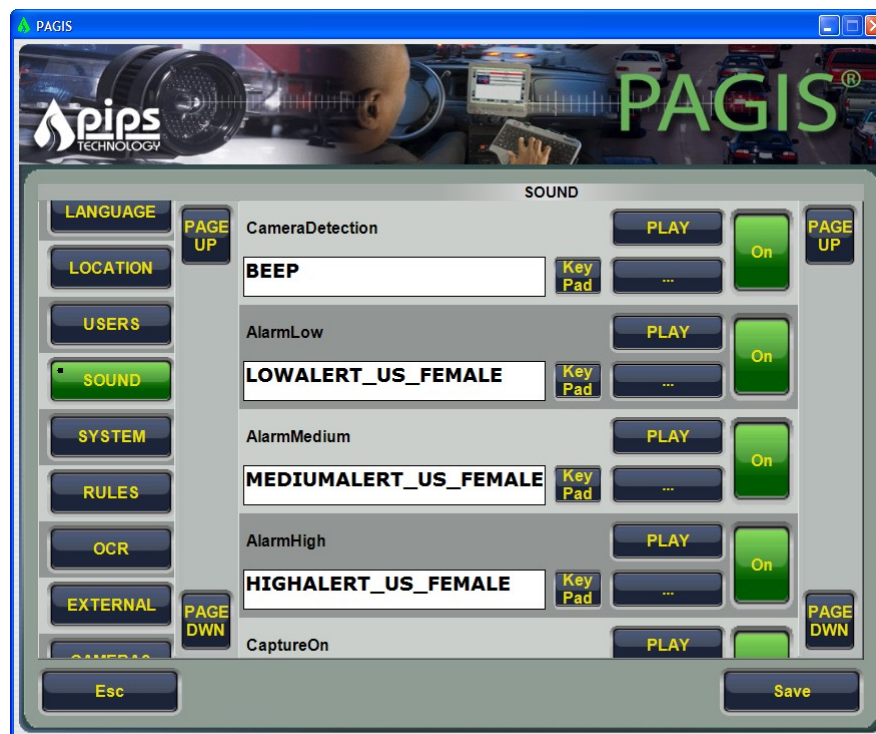 PAGIS
pips
TECHNOLOGY
PAGIS®
SOUND
LANGUAGE
LOCATION
USERS
SOUND
SYSTEM
RULES
OCR
EXTERNAL
CAMERAS
PAGE
UP
PAGE
DWN
CameraDetection
PLAY
On
BEEP
Key
Pad
...
AlarmLow
PLAY
On
LOWALERT_US_FEMALE
Key
Pad
...
AlarmMedium
PLAY
On
MEDIUMALERT_US_FEMALE
Key
Pad
...
AlarmHigh
PLAY
On
HIGHALERT_US_FEMALE
Key
Pad
...
CaptureOn
PLAY
PAGE
UP
PAGE
DWN
Esc
Save